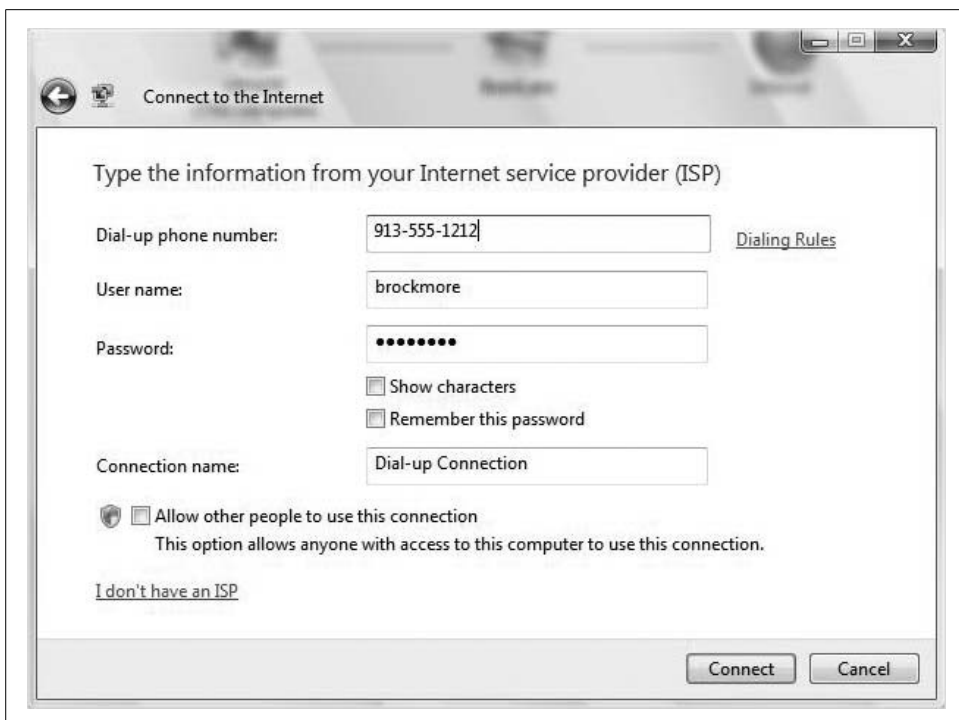 Connect to the Internet
Type the information from your Internet service provider (ISP)
Dial-up phone number: 913-555-1212 Dialing Rules
User name: brockmore
Password: ••••••••
Show characters
Remember this password
Connection name: Dial-up Connection
Allow other people to use this connection
This option allows anyone with access to this computer to use this connection.
I don't have an ISP
Connect Cancel